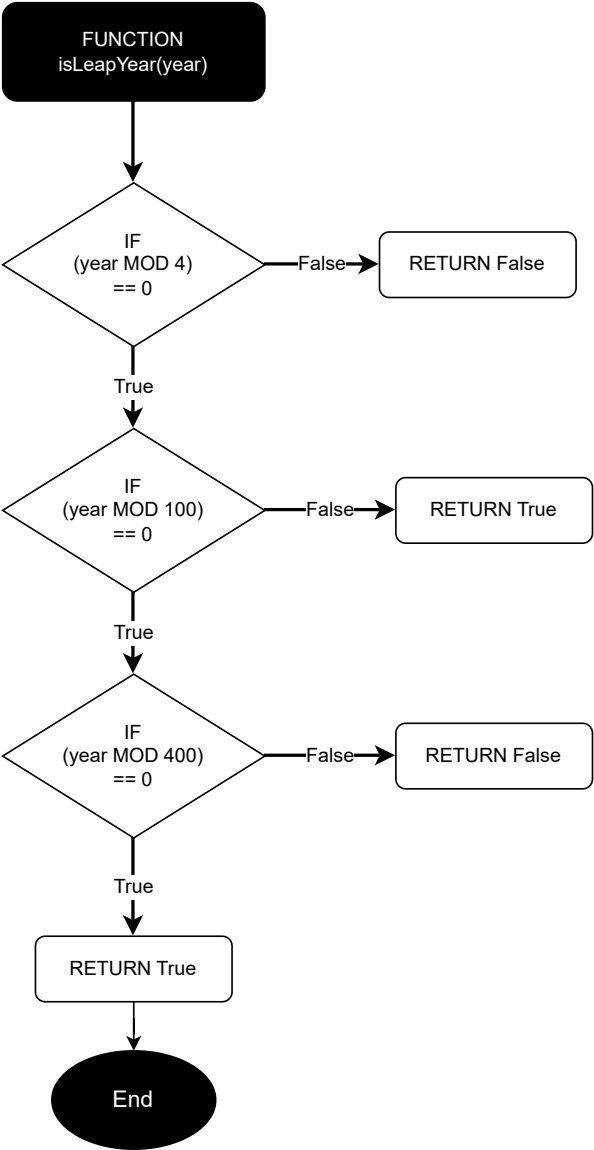 FUNCTION
isLeapYear(year)
IF
(year MOD 4)
== 0
False
RETURN False
True
IF
(year MOD 100)
== 0
False
RETURN True
True
IF
(year MOD 400)
== 0
False
RETURN False
True
RETURN True
End